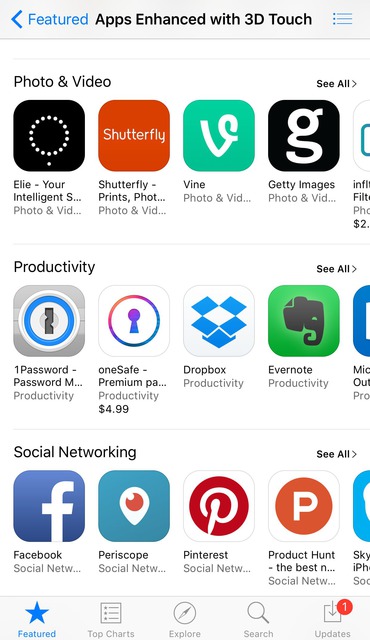 Featured
Apps Enhanced with 3D Touch
Photo & Video
See All
Shutterfly
g
Elie - Your
Intelligent S...
Photo & Vid...
Shutterfly -
Prints, Phot...
Photo & Vid...
Vine
Photo & Vid...
Getty Images
Photo & Vid...
Filte
Phot
$2.
Productivity
See All
1Password -
Password M...
Productivity
oneSafe -
Premium pa...
Productivity
$4.99
Dropbox
Productivity
Evernote
Productivity
Mic
Out
Prod
Social Networking
See All
f
P
Facebook
Social Netw...
Periscope
Social Netw...
Pinterest
Social Netw...
Product Hunt
- the best n...
Social Netw...
Sky
iPh
Soci
Featured
Top Charts
Explore
Search
1
Updates